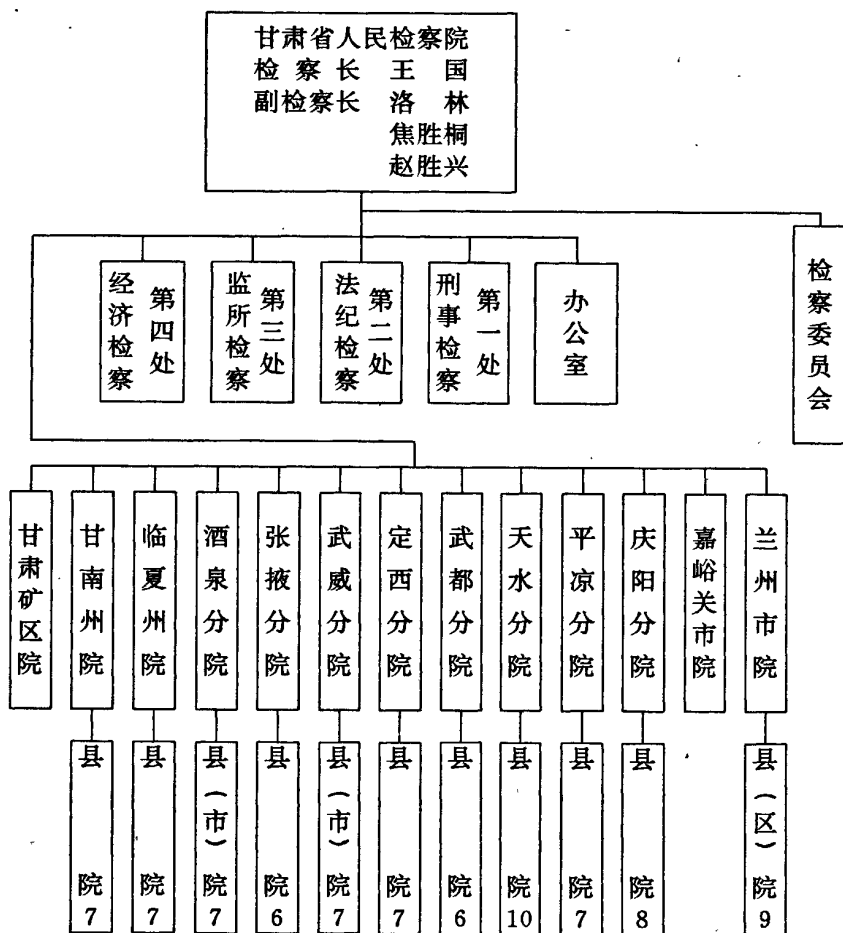 甘肃省人民检察院
检察长 王国
副检察长 洛林
焦胜桐
赵胜兴
检察委员会
办公室
第一处
刑事检察
第二处
法纪检察
第三处
监所检察
第四处
经济检察
兰州市院
嘉峪关市院
庆阳分院
平凉分院
天水分院
武都分院
定西分院
武威分院
张掖分院
酒泉分院
临夏州院
甘南州院
甘肃矿区院
县(区)院9
县院8
县院7
县院10
县院6
县院7
县(市)院7
县院6
县(市)院7
县院7
县院7